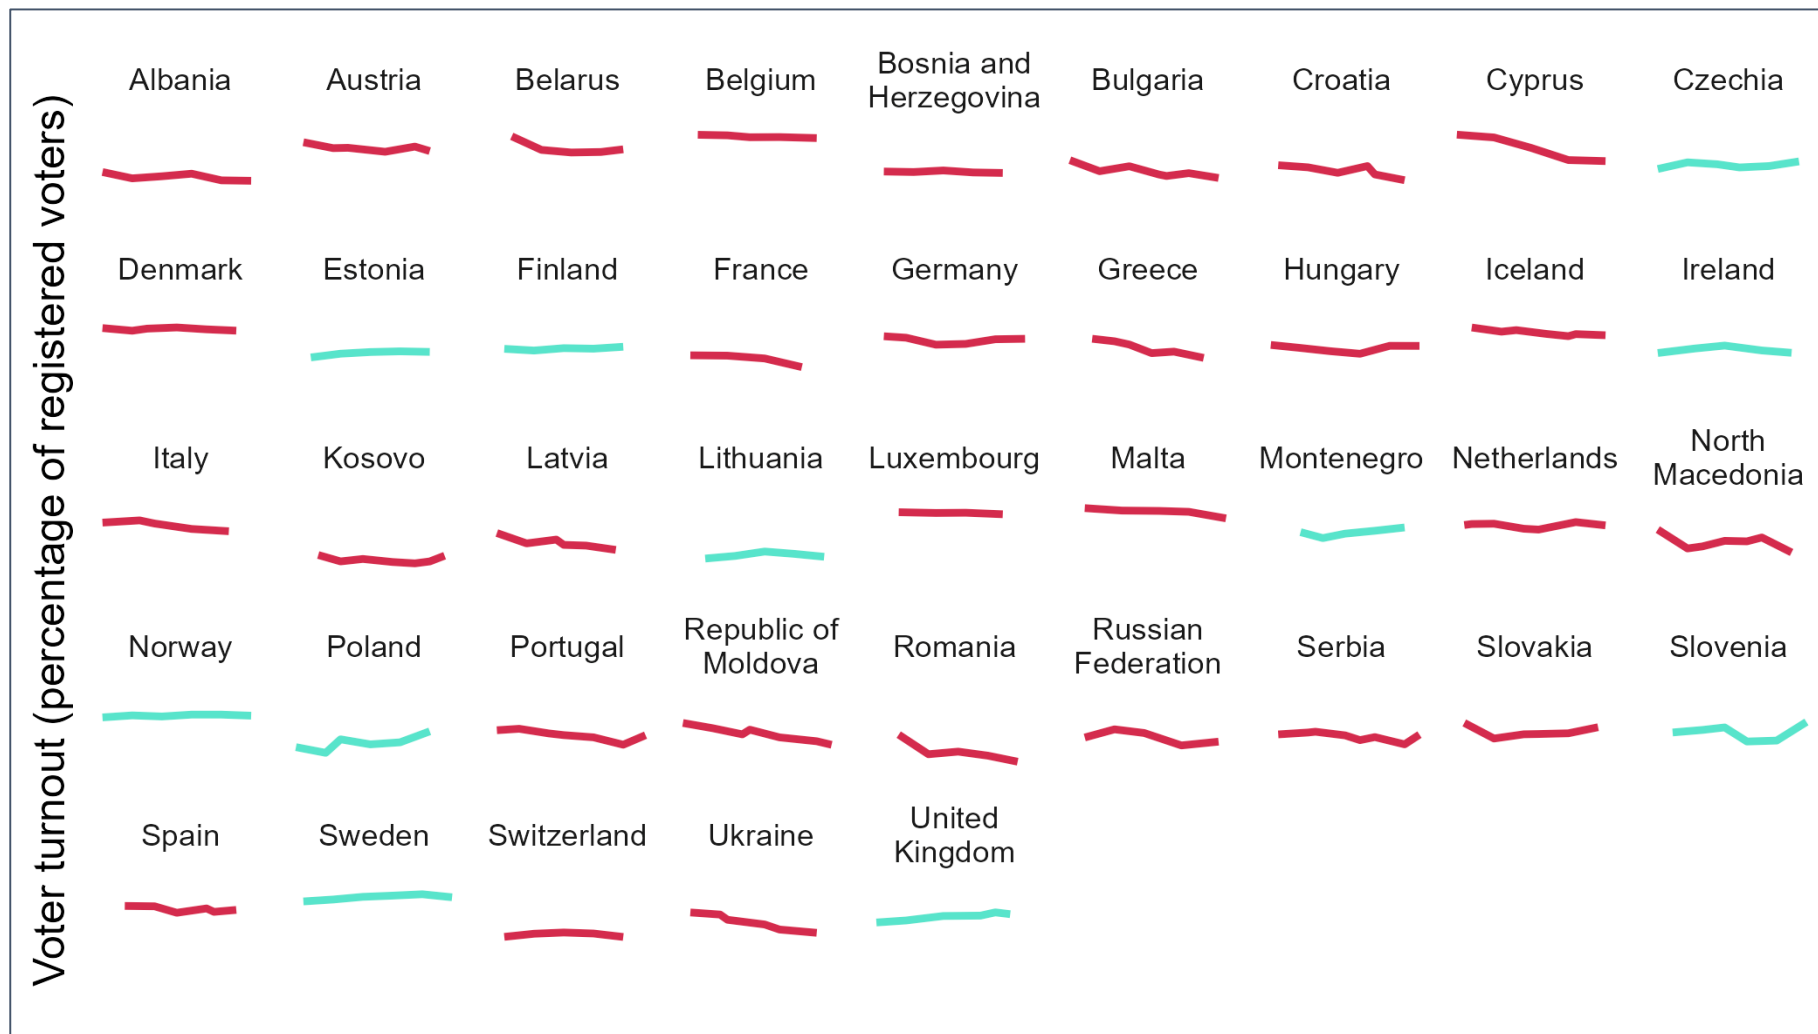 Voter turnout (percentage of registered voters)
Albania
Austria
Belarus
Belgium
Bosnia and
Herzegovina
Bulgaria
Croatia
Cyprus
Czechia
Denmark
Estonia
Finland
France
Germany
Greece
Hungary
Iceland
Ireland
Italy
Kosovo
Latvia
Lithuania
Luxembourg
Malta
Montenegro
Netherlands
North
Macedonia
Norway
Poland
Portugal
Republic of
Moldova
Romania
Russian
Federation
Serbia
Slovakia
Slovenia
Spain
Sweden
Switzerland
Ukraine
United
Kingdom